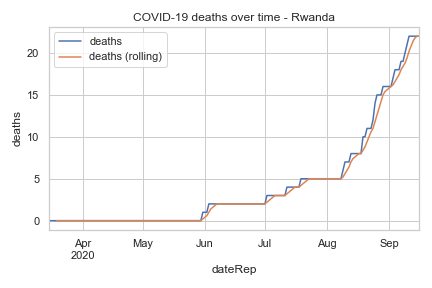 COVID-19 deaths over time - Rwanda
deaths
deaths (rolling)
deaths
20
15
10
5
0
Apr
2020
May
Jun
Jul
Aug
Sep
dateRep